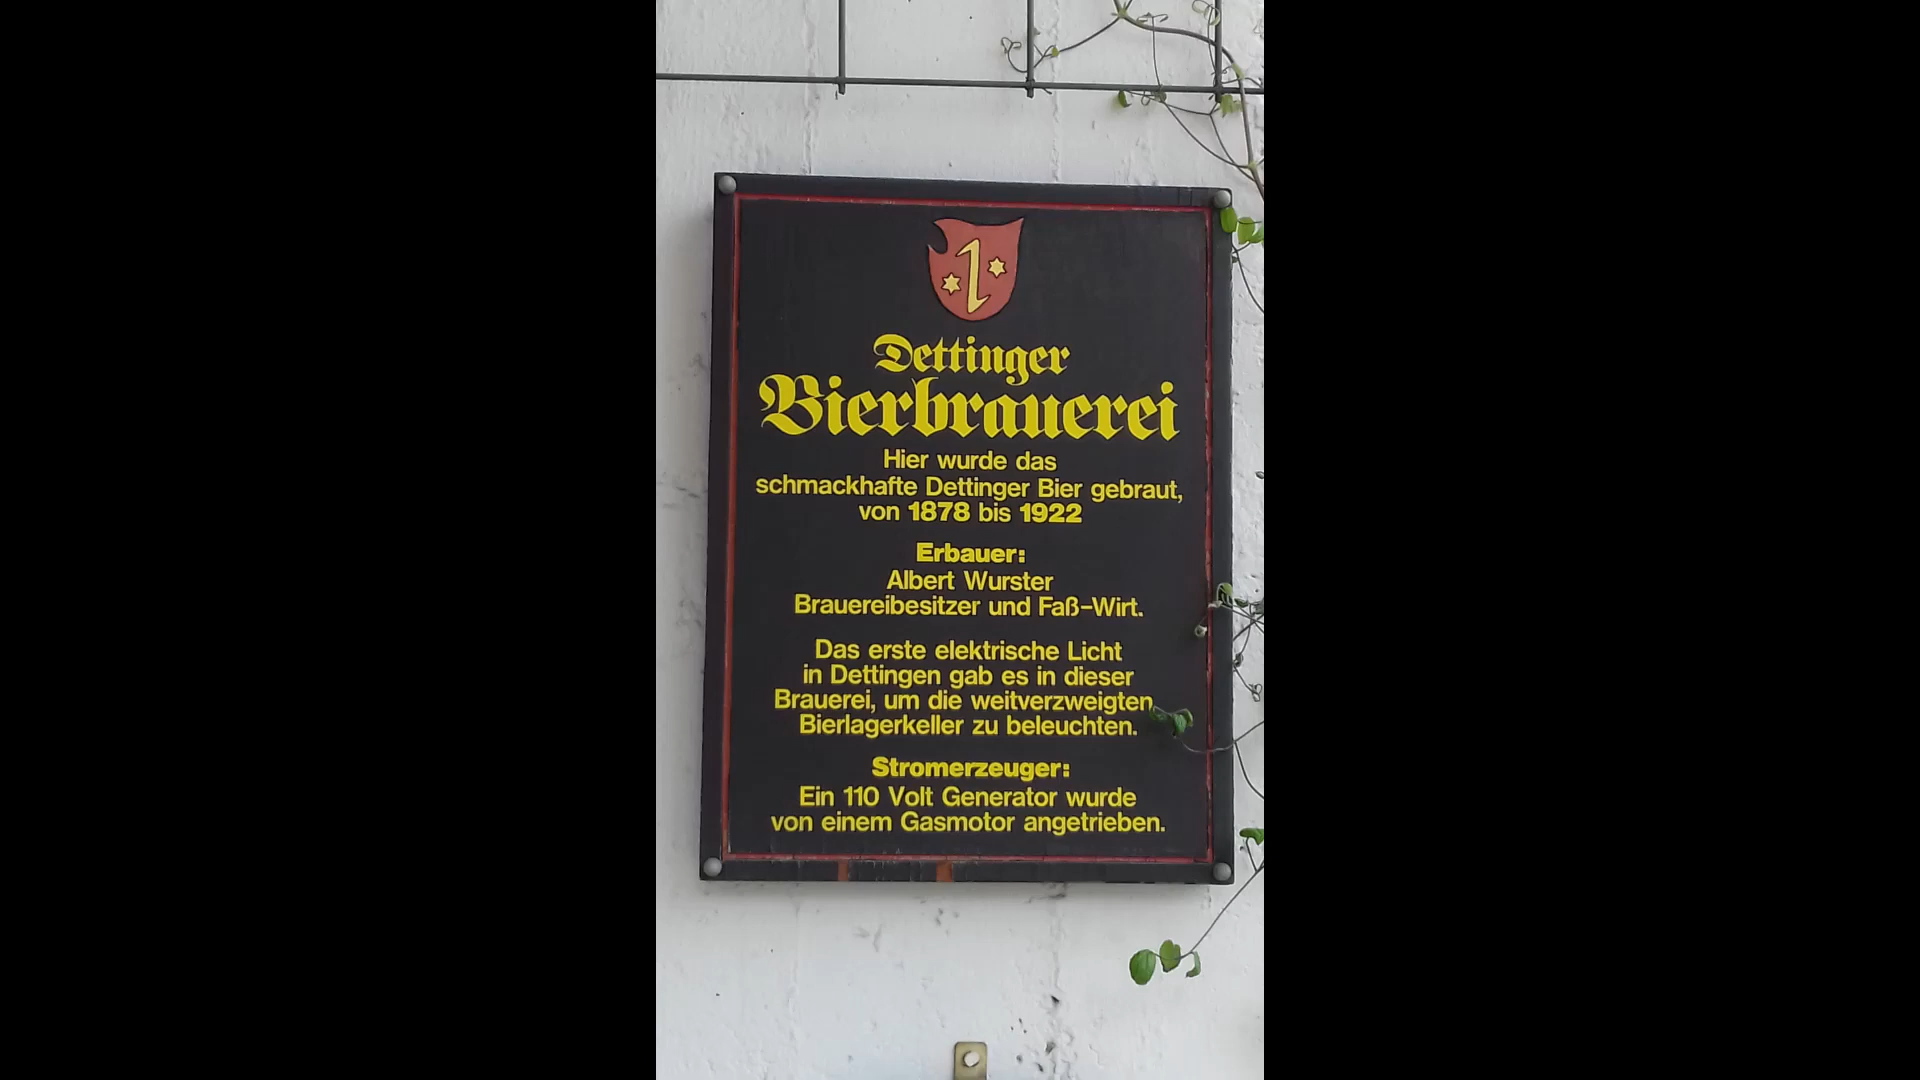 Dettinger
Bierbrauerei
Hier wurde das
schmackhafte Dettinger Bier gebraut,
von 1878 bis 1922
Erbauer:
Albert Wurster
Brauereibesitzer und Faß-Wirt.
Das erste elektrische Licht
in Dettingen gab es in dieser
Brauerei, um die weitverzweigten
Bierlagerkeller zu beleuchten.
Stromerzeuger:
Ein 110 Volt Generator wurde
von einem Gasmotor angetrieben.